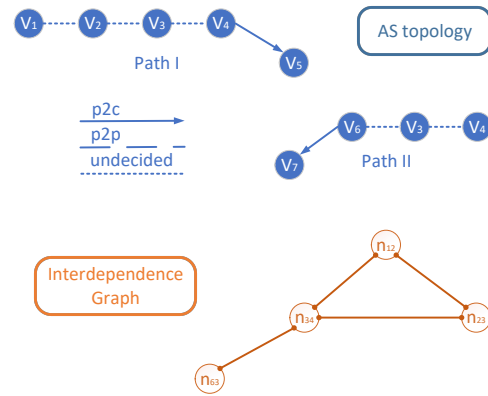 V1 V2 V3 V4
AS topology
V5
Path I
p2c
p2p
undecided
V6 V3 V4
V7
Path II
n12
Interdependence
Graph
n34 n23
n63